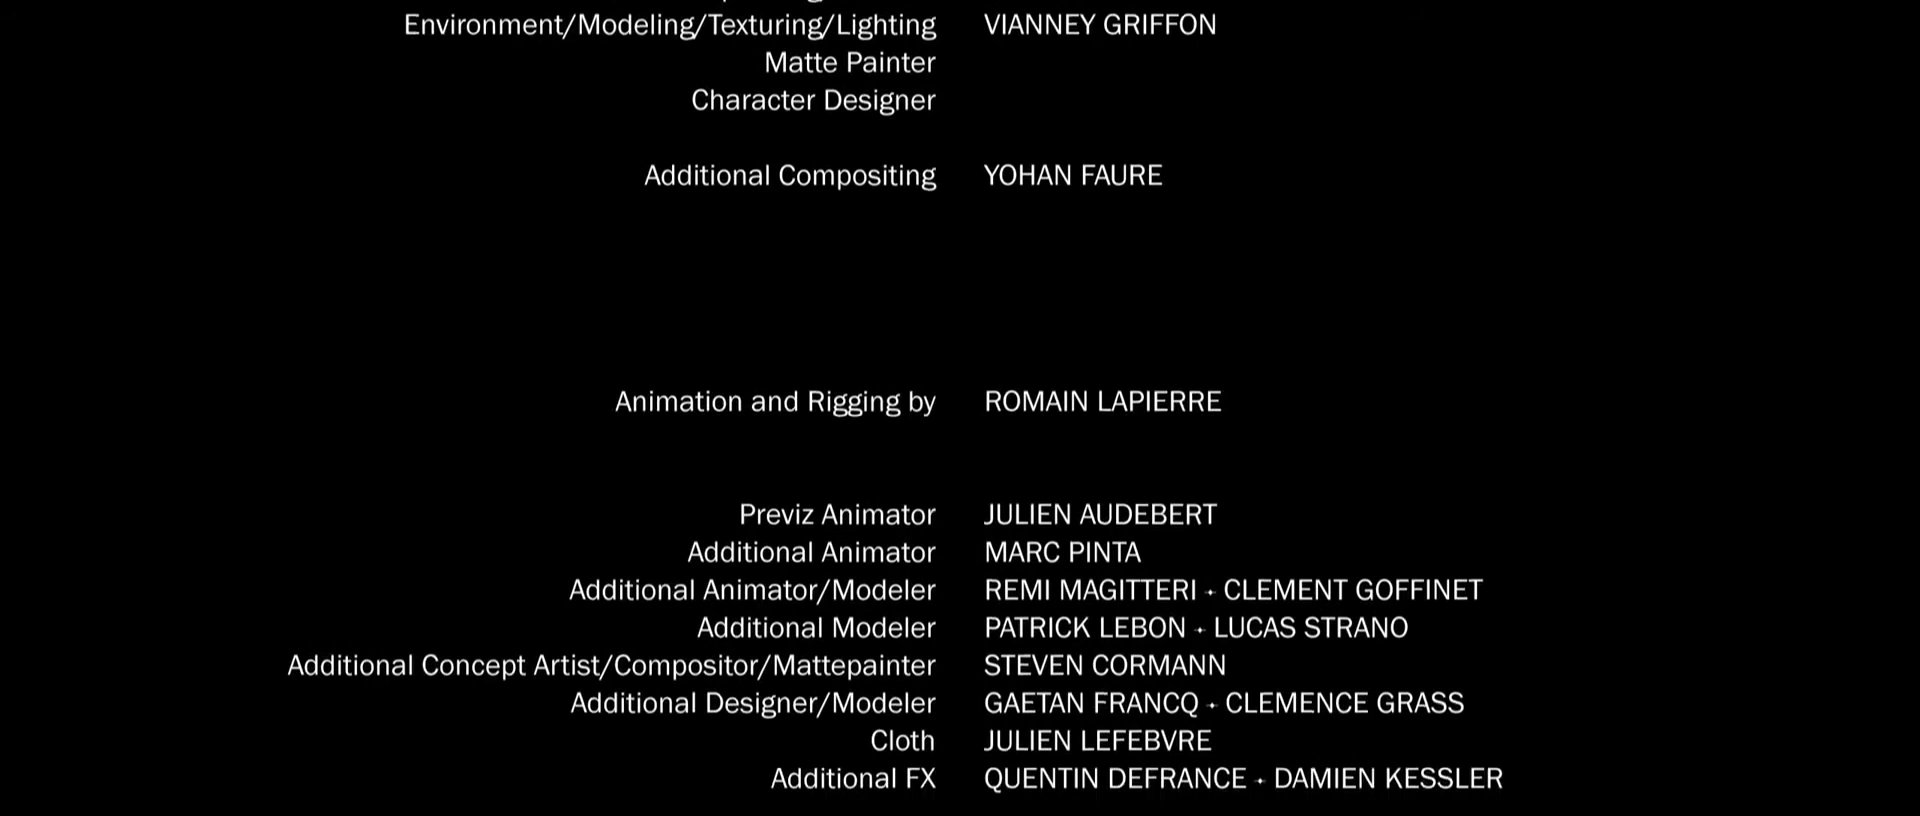 Environment/Modeling/Texturing/Lighting VIANNEY GRIFFON
Matte Painter
Character Designer
Additional Compositing YOHAN FAURE
Animation and Rigging by ROMAIN LAPIERRE
Previz Animator JULIEN AUDEBERT
Additional Animator MARC PINTA
Additional Animator/Modeler REMI MAGITTERI - CLEMENT GOFFINET
Additional Modeler PATRICK LEBON - LUCAS STRANO
Additional Concept Artist/Compositor/Mattepainter STEVEN CORMANN
Additional Designer/Modeler GAETAN FRANCQ - CLEMENCE GRASS
Cloth JULIEN LEFEBVRE
Additional FX QUENTIN DEFRANCE - DAMIEN KESSLER